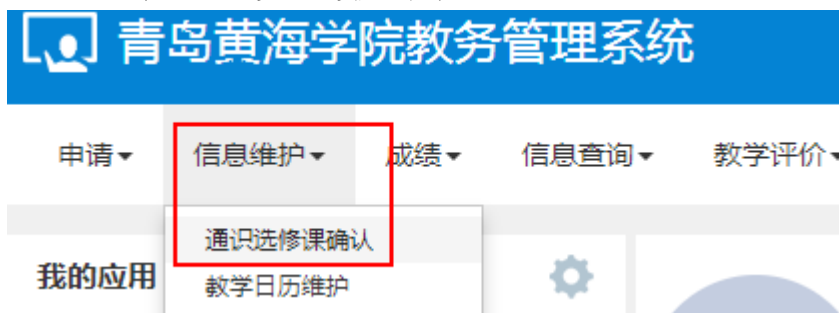 青岛黄海学院教务管理系统
申请 信息维护 成绩 信息查询 教学评价
通识选修课确认
我的应用
教学日历维护